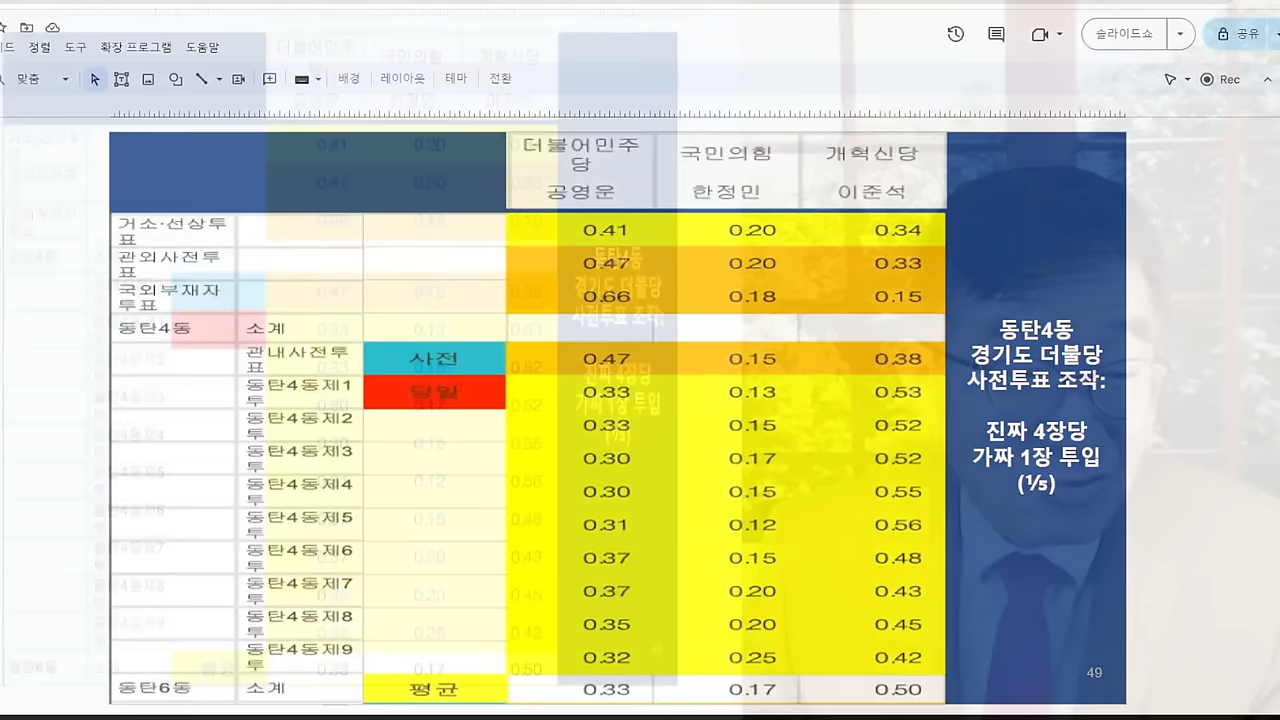 드 정렬 도구 확장 프로그램 도움말
슬라이드쇼
공유
맞춤
배경 레이아웃 테마 전환
Rec
더불어민주당 국민의힘 개혁신당
공영운 한정민 이준석
거소·선상투표 0.41 0.20 0.34
관외사전투표 0.47 0.20 0.33
국외부재자투표 0.66 0.18 0.15
동탄4동 소계
관내사전투표 사전 0.47 0.15 0.38
동탄4동제1투 당일 0.33 0.13 0.53
동탄4동제2투 0.33 0.15 0.52
동탄4동제3투 0.30 0.17 0.52
동탄4동제4투 0.30 0.15 0.55
동탄4동제5투 0.31 0.12 0.56
동탄4동제6투 0.37 0.15 0.48
동탄4동제7투 0.37 0.20 0.43
동탄4동제8투 0.35 0.20 0.45
동탄4동제9투 0.32 0.25 0.42
동탄6동 소계 평균 0.33 0.17 0.50
동탄4동
경기도 더불당
사전투표 조작:
진짜 4장당
가짜 1장 투입
(⅕)
49